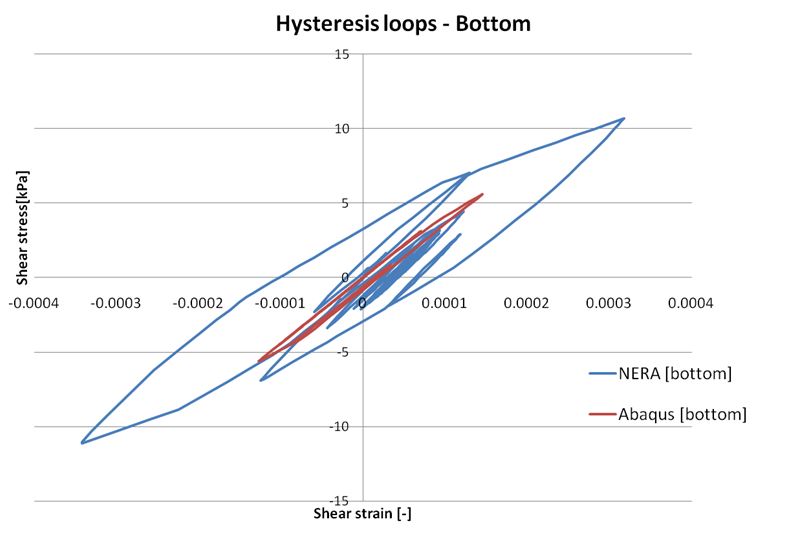 Hysteresis loops - Bottom
15
10
5
0
-0.0004 -0.0003 -0.0002 -0.0001 0 0.0001 0.0002 0.0003 0.0004
-5
-10
-15
Shear stress[kPa]
Shear strain [-]
NERA [bottom]
Abaqus [bottom]